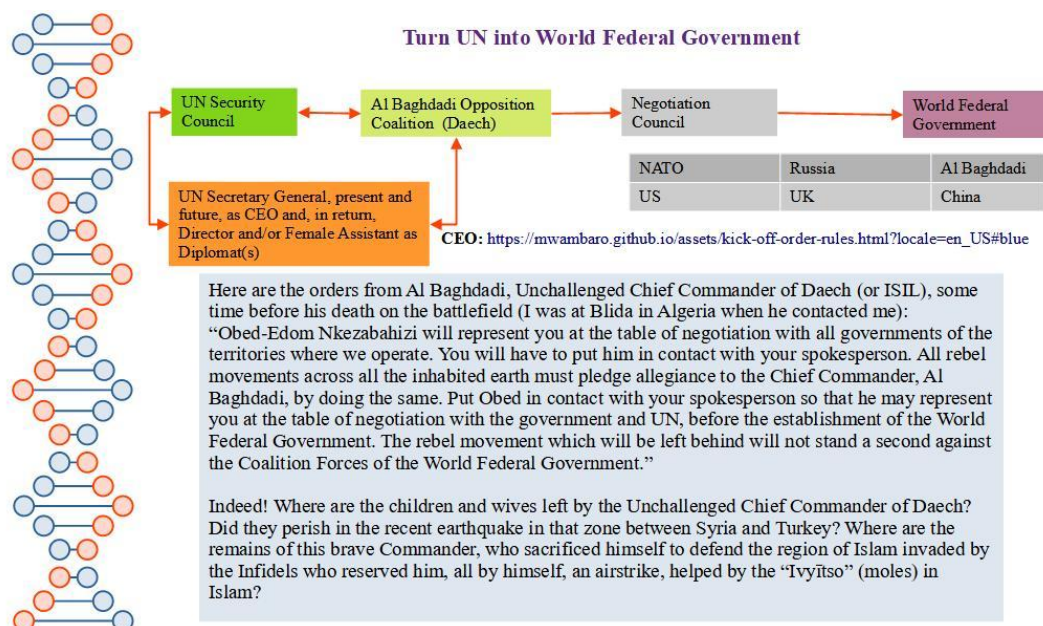 Turn UN into World Federal Government
UN Security
Council
Al Baghdadi Opposition
Coalition (Daech)
Negotiation
Council
World Federal
Government
NATO Russia Al Baghdadi
US UK China
UN Secretary General, present and
future, as CEO and, in return,
Director and/or Female Assistant as
Diplomat(s)
CEO: https://mwambaro.github.io/assets/kick-off-order-rules.html?locale=en_US#blue
Here are the orders from Al Baghdadi, Unchallenged Chief Commander of Daech (or ISIL), some
time before his death on the battlefield (I was at Blida in Algeria when he contacted me):
“Obed-Edom Nkezabahizi will represent you at the table of negotiation with all governments of the
territories where we operate. You will have to put him in contact with your spokesperson. All rebel
movements across all the inhabited earth must pledge allegiance to the Chief Commander, Al
Baghdadi, by doing the same. Put Obed in contact with your spokesperson so that he may represent
you at the table of negotiation with the government and UN, before the establishment of the World
Federal Government. The rebel movement which will be left behind will not stand a second against
the Coalition Forces of the World Federal Government.”
Indeed! Where are the children and wives left by the Unchallenged Chief Commander of Daech?
Did they perish in the recent earthquake in that zone between Syria and Turkey? Where are the
remains of this brave Commander, who sacrificed himself to defend the region of Islam invaded by
the Infidels who reserved him, all by himself, an airstrike, helped by the “Ivyītso” (moles) in
Islam?